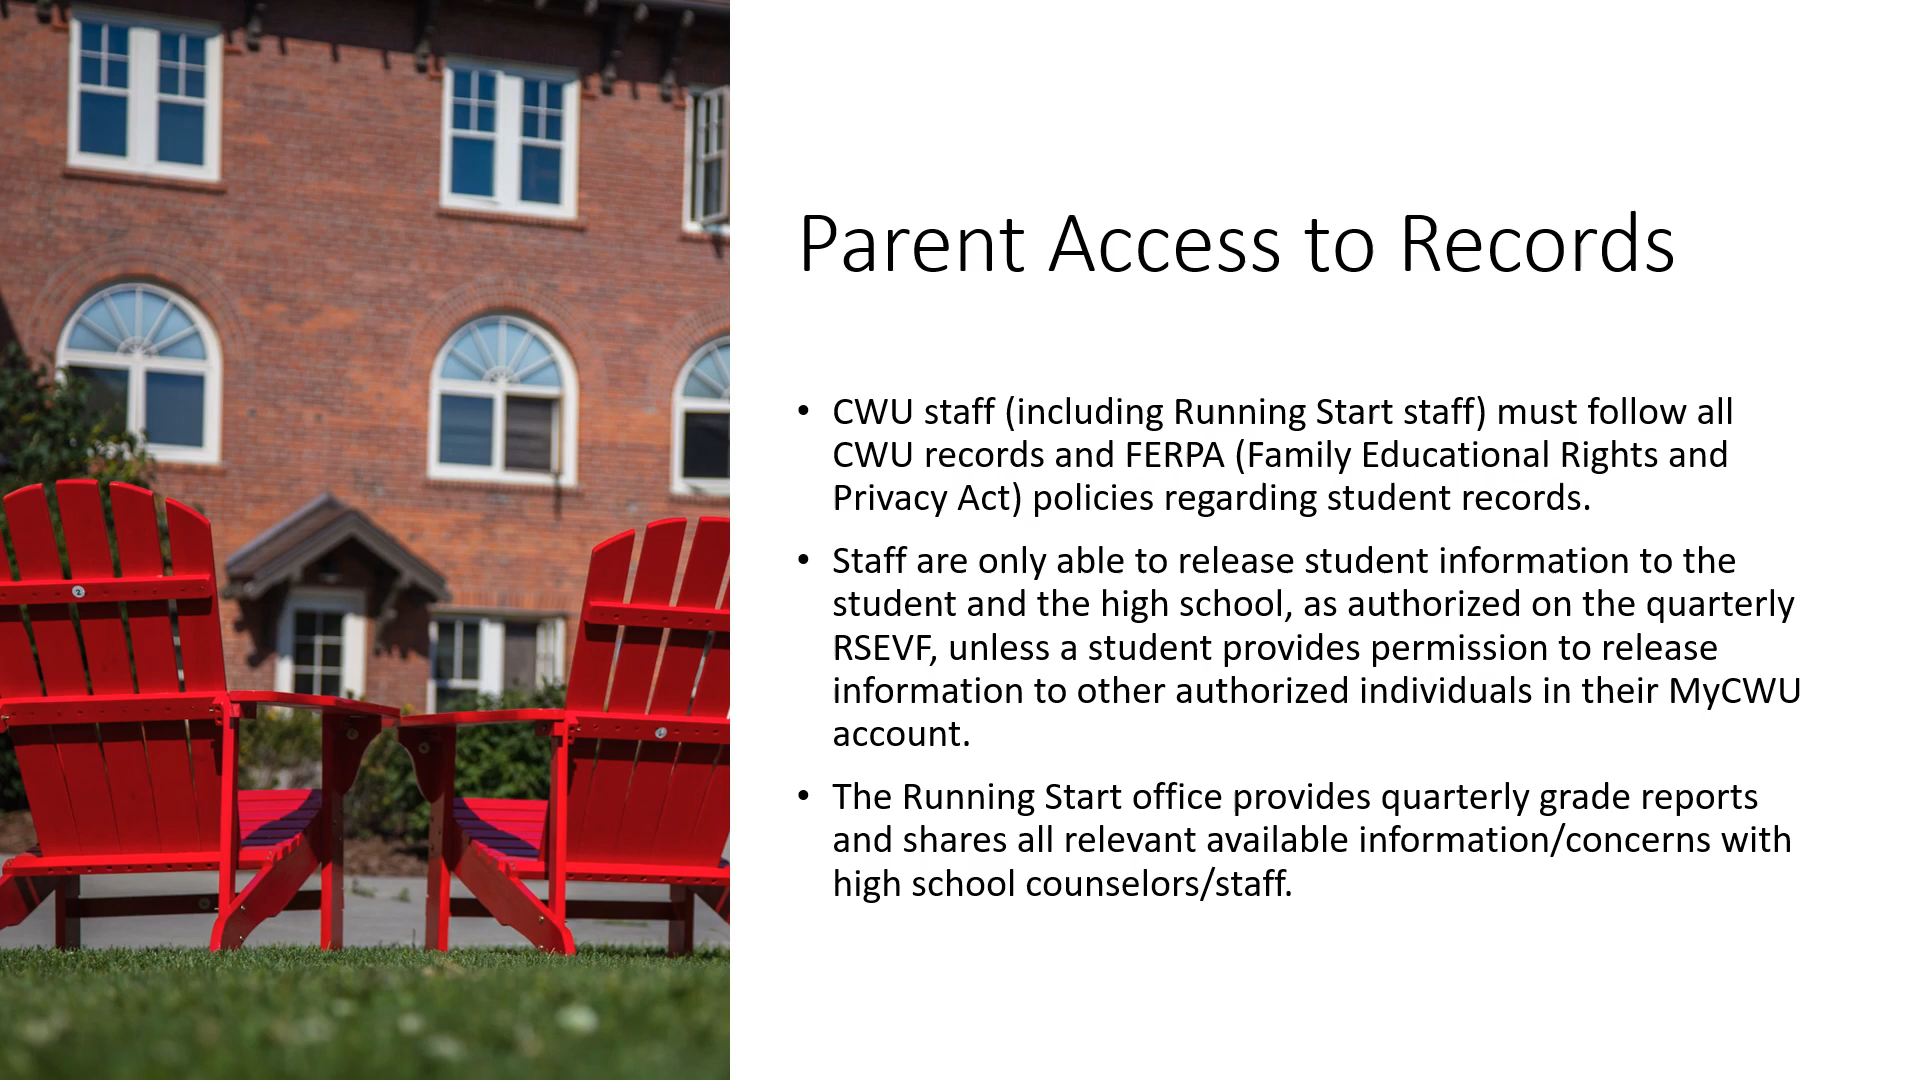 Parent Access to Records
• CWU staff (including Running Start staff) must follow all
CWU records and FERPA (Family Educational Rights and
Privacy Act) policies regarding student records.
• Staff are only able to release student information to the
student and the high school, as authorized on the quarterly
RSEVF, unless a student provides permission to release
information to other authorized individuals in their MyCWU
account.
• The Running Start office provides quarterly grade reports
and shares all relevant available information/concerns with
high school counselors/staff.